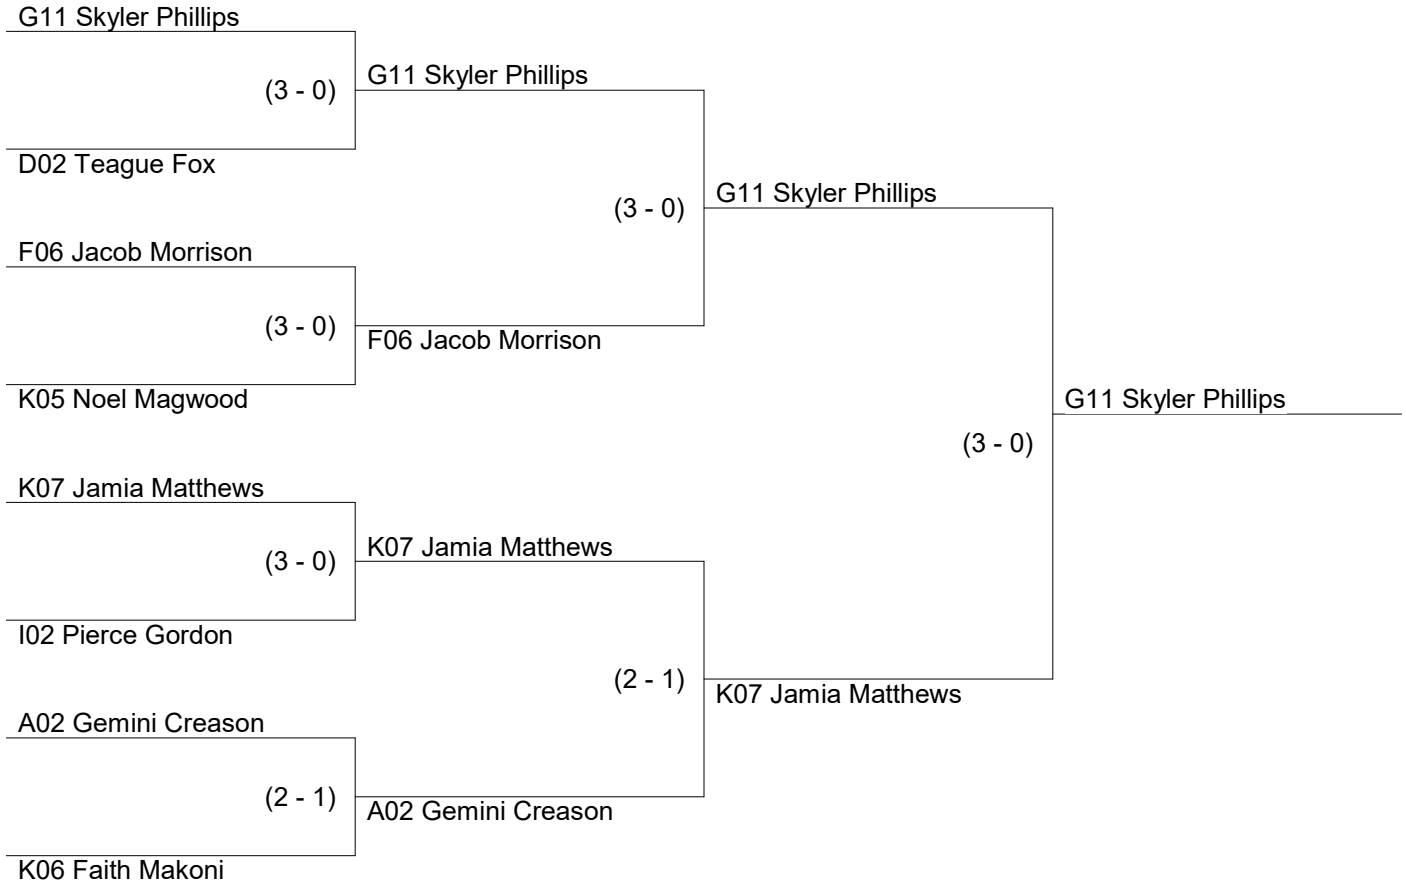 G11 Skyler Phillips
(3 - 0)
D02 Teague Fox
F06 Jacob Morrison
(3 - 0)
K05 Noel Magwood
K07 Jamia Matthews
(3 - 0)
I02 Pierce Gordon
A02 Gemini Creason
(2 - 1)
K06 Faith Makoni
G11 Skyler Phillips
(3 - 0)
F06 Jacob Morrison
K07 Jamia Matthews
(2 - 1)
A02 Gemini Creason
G11 Skyler Phillips
(3 - 0)
K07 Jamia Matthews
G11 Skyler Phillips